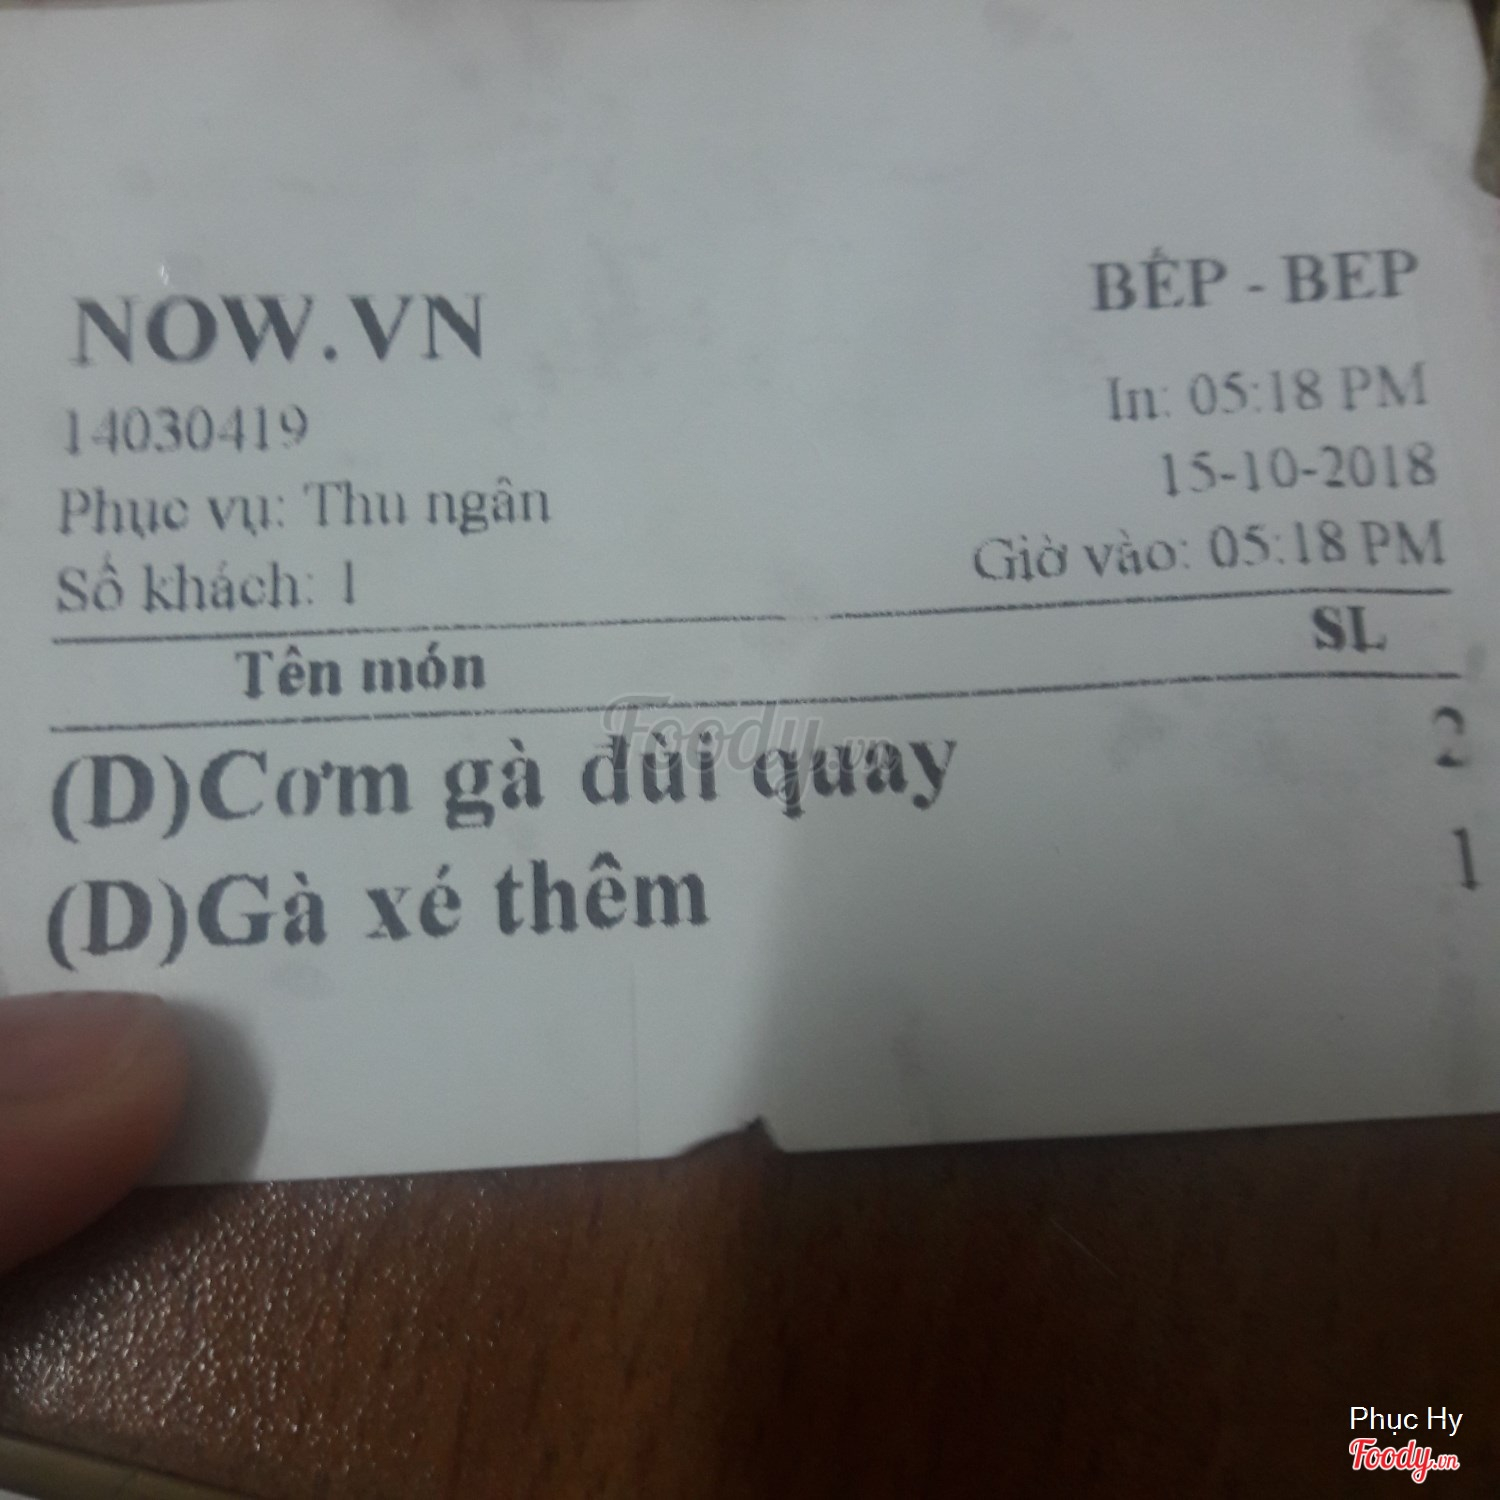 NOW.VN
BẾP - BEP
14030419
In: 05:18 PM
15-10-2018
Phục vụ: Thu ngân
Giờ vào: 05:18 PM
Số khách: 1
Tên món SL
(D)Cơm gà đùi quay 2
(D)Gà xé thêm 1
Foody.vn
Phục Hy
Foody.vn